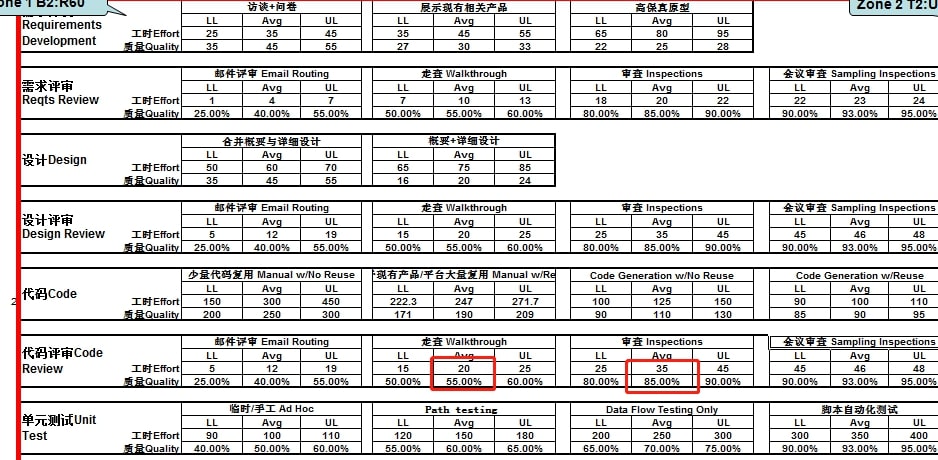 one 1 B2:R60
Zone 2 T2:U
访谈+问卷 展示现有相关产品 高保真原型
Requirements LL Avg UL LL Avg UL LL Avg UL
Development 工时Effort 25 35 45 35 45 55 65 80 95
质量Quality 35 45 55 27 30 33 22 25 28
需求评审 邮件评审 Email Routing 走查 Walkthrough 审查 Inspections 会议审查 Sampling Inspections
Reqts Review LL Avg UL LL Avg UL LL Avg UL LL Avg UL
工时Effort 1 4 7 7 10 13 18 20 22 22 23 24
质量Quality 25.00% 40.00% 55.00% 50.00% 55.00% 60.00% 80.00% 85.00% 90.00% 90.00% 93.00% 95.00%
合并概要与详细设计 概要+详细设计
设计Design LL Avg UL LL Avg UL
工时Effort 50 60 70 65 75 85
质量Quality 35 45 55 16 20 24
设计评审 邮件评审 Email Routing 走查 Walkthrough 审查 Inspections 会议审查 Sampling Inspections
Design Review LL Avg UL LL Avg UL LL Avg UL LL Avg UL
工时Effort 5 12 19 15 20 25 25 35 45 45 46 48
质量Quality 25.00% 40.00% 55.00% 50.00% 55.00% 60.00% 80.00% 85.00% 90.00% 90.00% 93.00% 95.00%
少量代码复用 Manual w/No Reuse 现有产品/平台大量复用 Manual w/Re Code Generation w/No Reuse Code Generation w/Reuse
代码Code LL Avg UL LL Avg UL LL Avg UL LL Avg UL
2 工时Effort 150 300 450 222.3 247 271.7 100 125 150 90 100 110
质量Quality 200 250 300 171 190 209 90 110 130 85 90 95
代码评审Code 邮件评审 Email Routing 走查 Walkthrough 审查 Inspections 会议审查 Sampling Inspections
Review LL Avg UL LL Avg UL LL Avg UL LL Avg UL
工时Effort 5 12 19 15 20 25 25 35 45 45 46 48
质量Quality 25.00% 40.00% 55.00% 50.00% 55.00% 60.00% 80.00% 85.00% 90.00% 90.00% 93.00% 95.00%
单元测试Unit 临时/手工 Ad Hoc Path testing Data Flow Testing Only 脚本自动化测试
Test LL Avg UL LL Avg UL LL Avg UL LL Avg UL
工时Effort 90 100 110 120 150 180 200 250 300 300 350 400
质量Quality 40.00% 50.00% 60.00% 55.00% 60.00% 65.00% 65.00% 70.00% 75.00% 90.00% 93.00% 95.00%